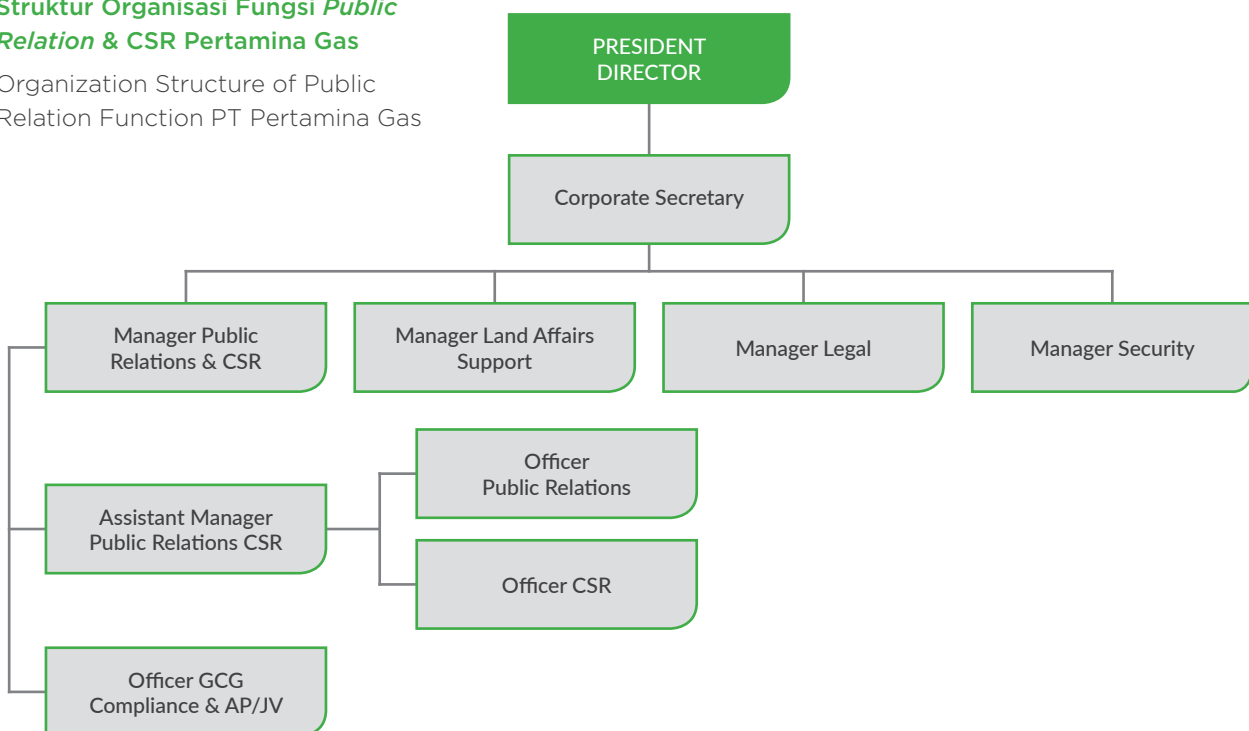 Struktur Organisasi Fungsi Public
Relation & CSR Pertamina Gas
Organization Structure of Public
Relation Function PT Pertamina Gas
PRESIDENT
DIRECTOR
Corporate Secretary
Manager Public
Relations & CSR
Manager Land Affairs
Support
Manager Legal
Manager Security
Officer
Public Relations
Assistant Manager
Public Relations CSR
Officer CSR
Officer GCG
Compliance & AP/JV